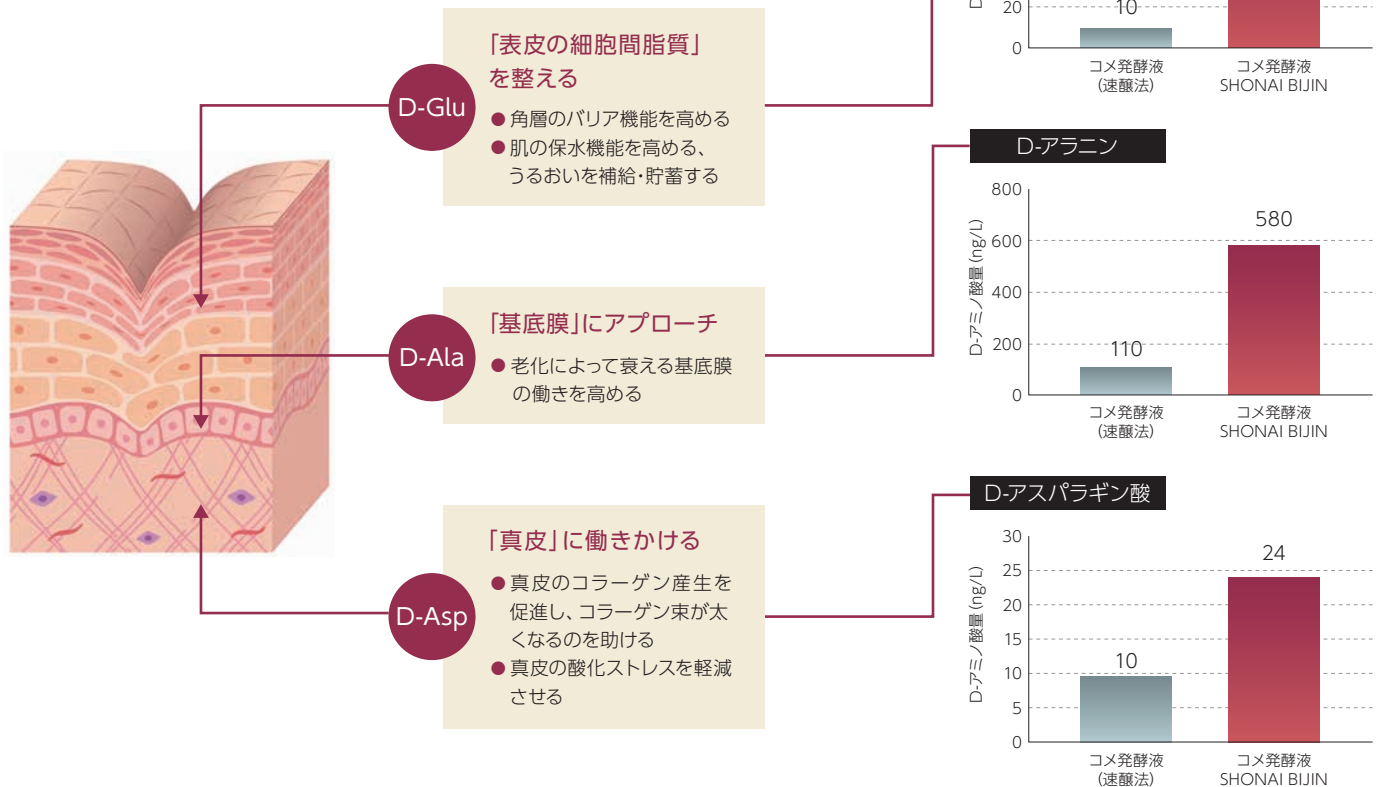 D-Glu
「表皮の細胞間脂質」
を整える
● 角層のバリア機能を高める
● 肌の保水機能を高める、
うるおいを補給・貯蓄する
20
10
0
コメ発酵液
(速醸法)
コメ発酵液
SHONAI BIJIN
D-Ala
「基底膜」にアプローチ
● 老化によって衰える基底膜
の働きを高める
D-アラニン
D-アミノ酸量(ng/L)
800
600
400
200
0
110
580
コメ発酵液
(速醸法)
コメ発酵液
SHONAI BIJIN
D-Asp
「真皮」に働きかける
● 真皮のコラーゲン産生を
促進し、コラーゲン束が太
くなるのを助ける
● 真皮の酸化ストレスを軽減
させる
D-アスパラギン酸
D-アミノ酸量(ng/L)
30
25
20
15
10
5
0
10
24
コメ発酵液
(速醸法)
コメ発酵液
SHONAI BIJIN